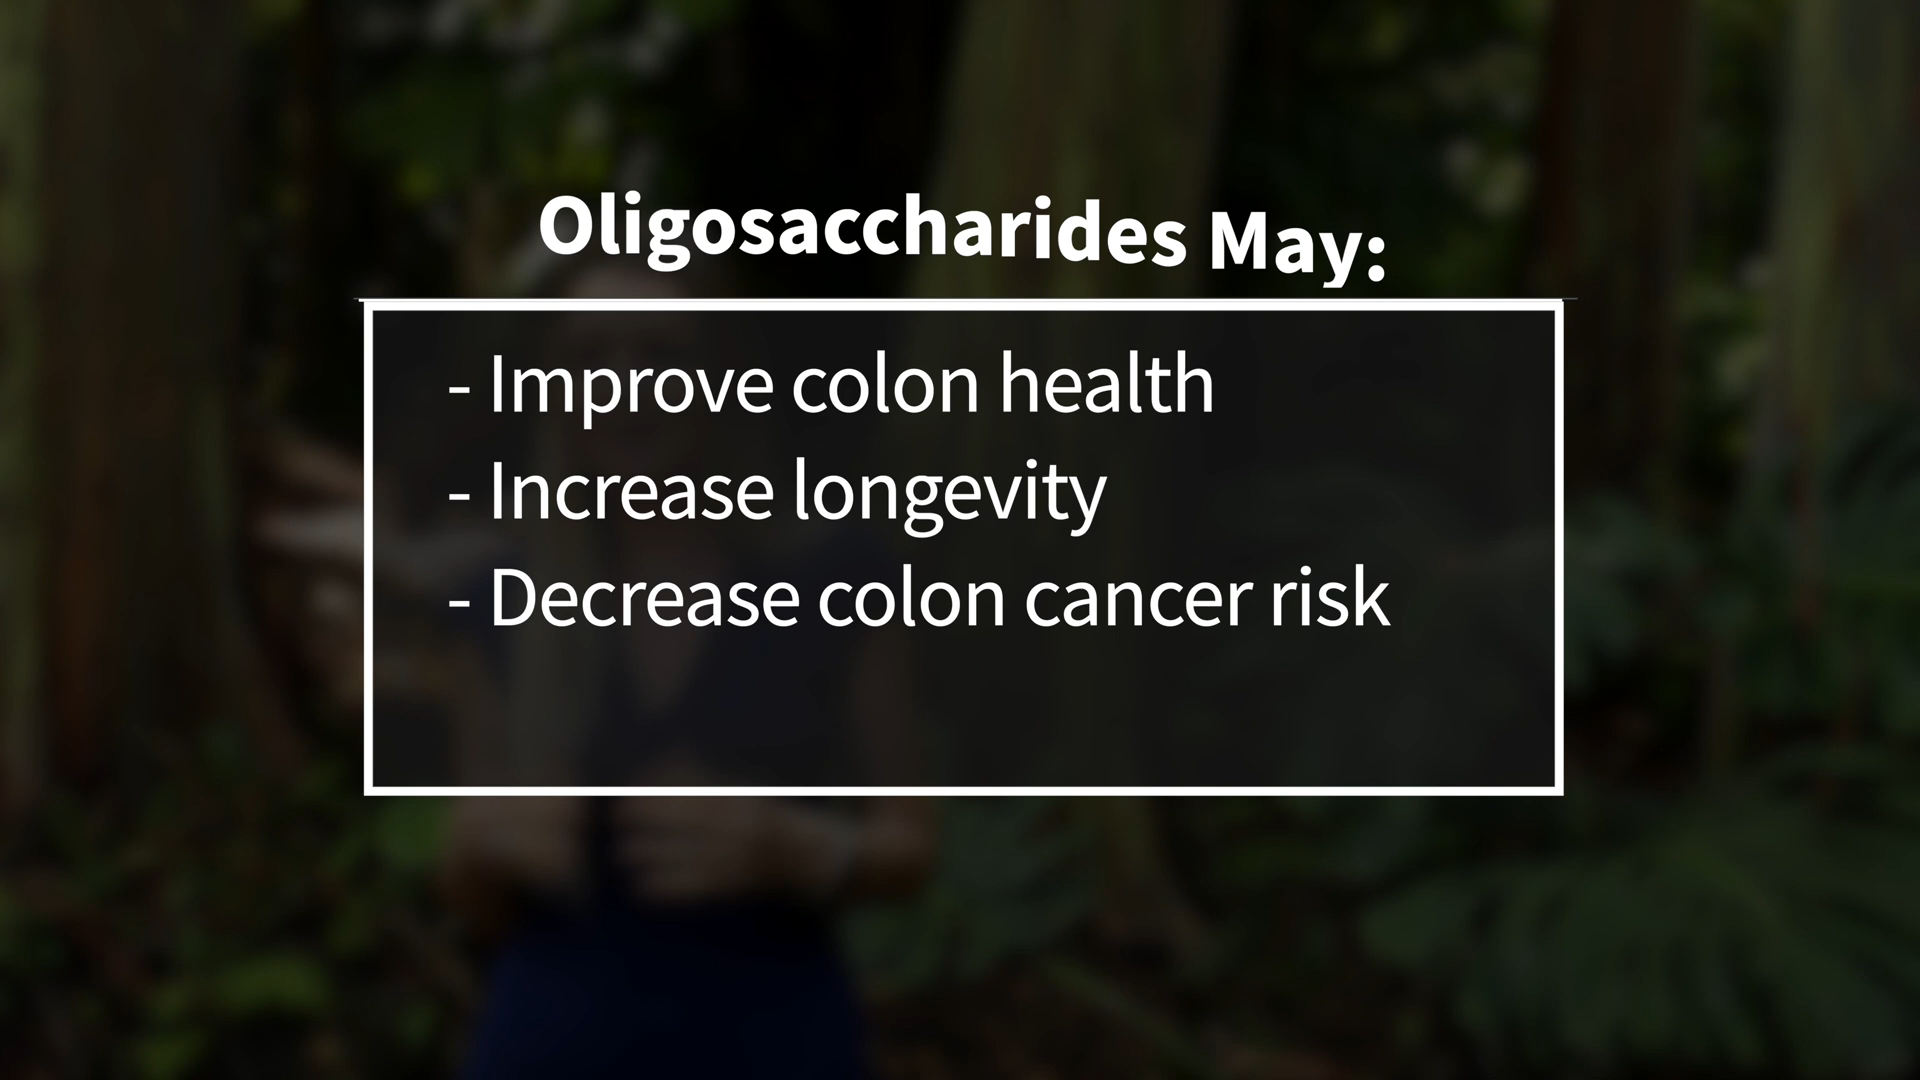 Oligosaccharides May:
- Improve colon health
- Increase longevity
- Decrease colon cancer risk